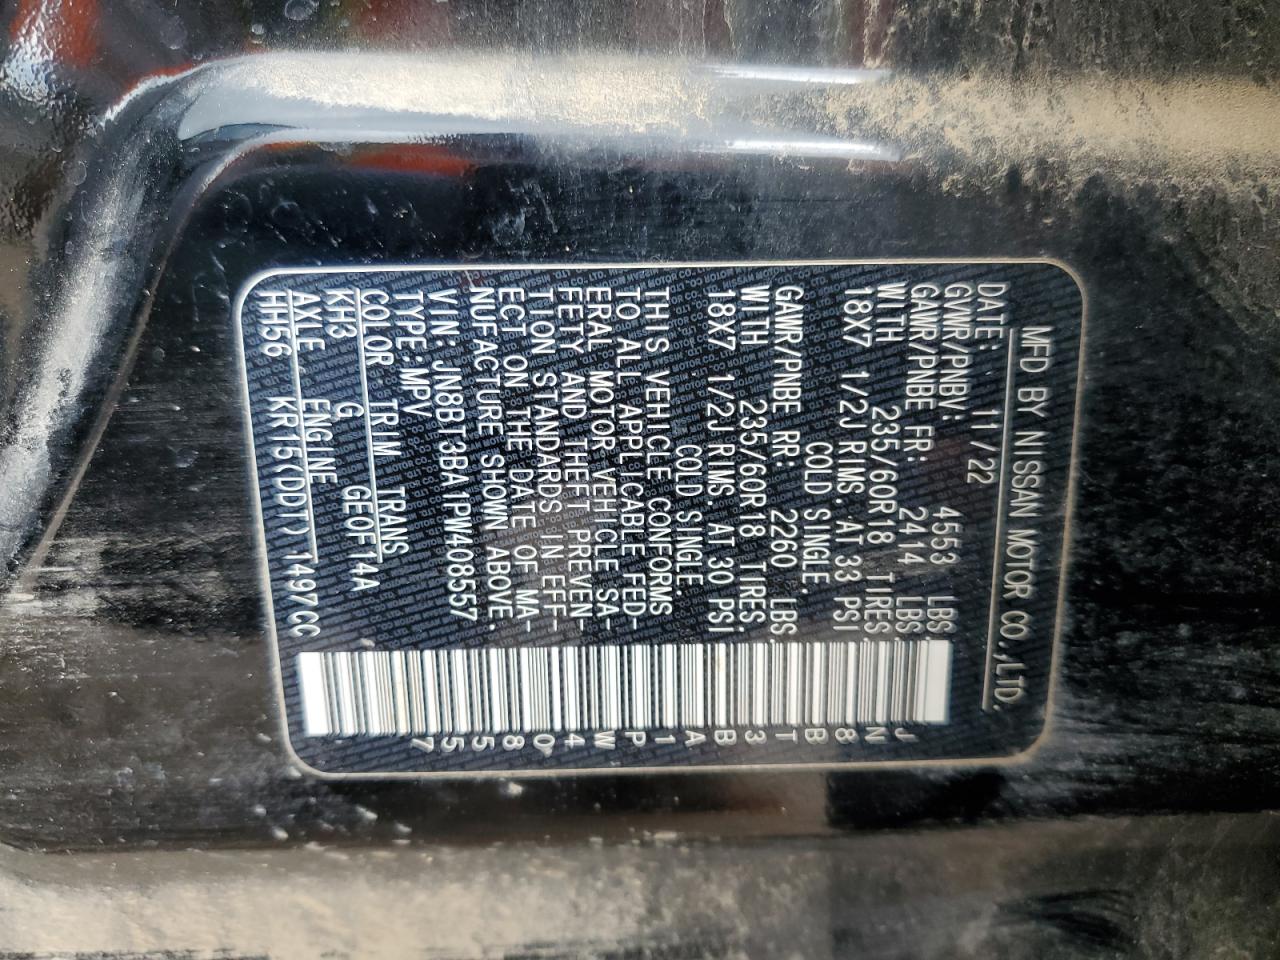 MFD BY NISSAN MOTOR CO.,LTD.
DATE: 11/22
GVWR/PNBV 4553 LBS.
GAWR/PNBE FR: 2414 LBS.
WITH 235/60R18 TIRES.
18X7 1/2J RIMS. AT 33 PSI
COLD SINGLE.
GAWR/PNBE RR: 2260 LBS.
WITH 235/60R18 TIRES.
18X7 1/2J RIMS AT 30 PSI
COLD SINGLE.
THIS VEHICLE CONFORMS
TO ALL APPLICABLE FED-
ERAL MOTOR VEHICLE SA-
FETY AND THEFT PREVEN-
TION STANDARDS IN EFF-
ECT ON THE DATE OF MA-
NUFACTURE SHOWN ABOVE.
VIN: JN8BT3BA1PW408557
TYPE:MPV
COLOR TRIM TRANS
KH3 G GE0F14A
AXLE ENGINE
HH56 KR15(DDT) 1497CC
JN8BT3BA1PW408557